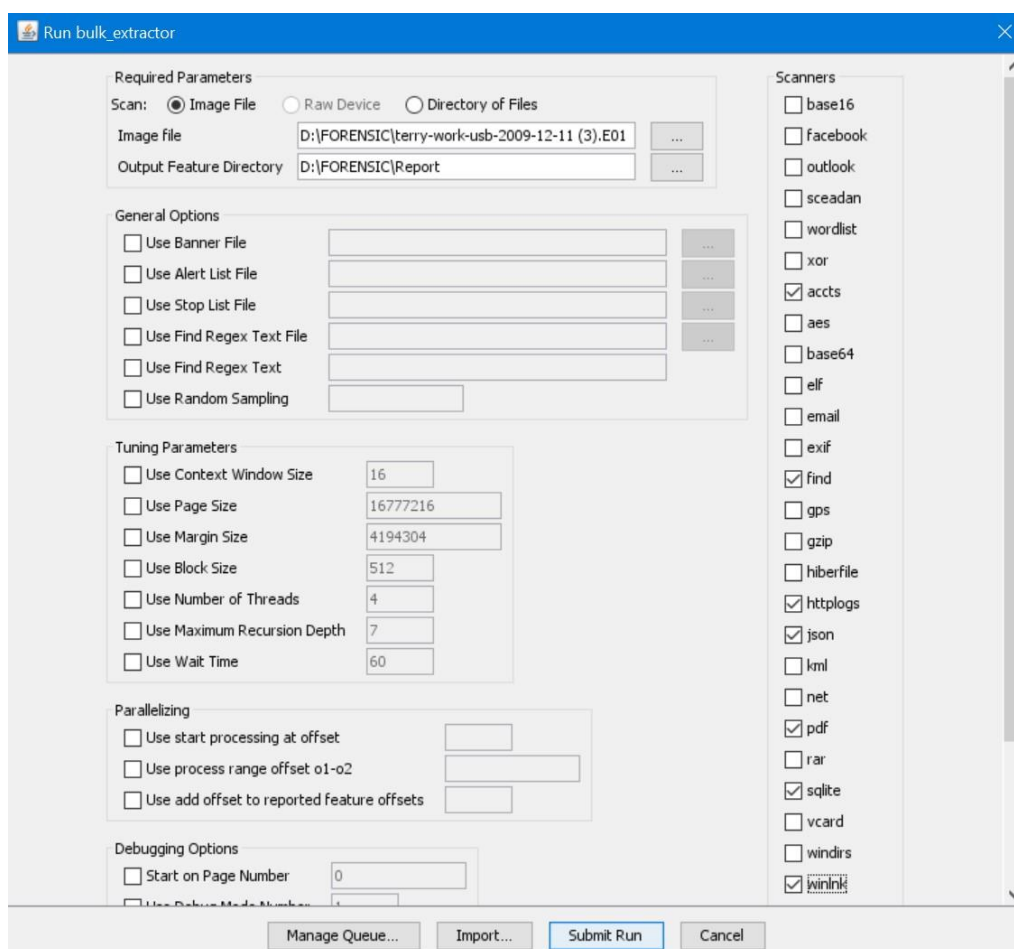 Run bulk_extractor
Required Parameters
Scan: Image File Raw Device Directory of Files
Image file D:\FORENSIC\terry-work-usb-2009-12-11 (3).E01 ...
Output Feature Directory D:\FORENSIC\Report ...
General Options
Use Banner File ...
Use Alert List File ...
Use Stop List File ...
Use Find Regex Text File ...
Use Find Regex Text
Use Random Sampling
Tuning Parameters
Use Context Window Size 16
Use Page Size 16777216
Use Margin Size 4194304
Use Block Size 512
Use Number of Threads 4
Use Maximum Recursion Depth 7
Use Wait Time 60
Parallelizing
Use start processing at offset
Use process range offset o1-o2
Use add offset to reported feature offsets
Debugging Options
Start on Page Number 0
Use Debug Mode Number 1
Scanners
base16
facebook
outlook
sceadan
wordlist
xor
accts
aes
base64
elf
email
exif
find
gps
gzip
hiberfile
httplogs
json
kml
net
pdf
rar
sqlite
vcard
windirs
winlnk
Manage Queue... Import... Submit Run Cancel